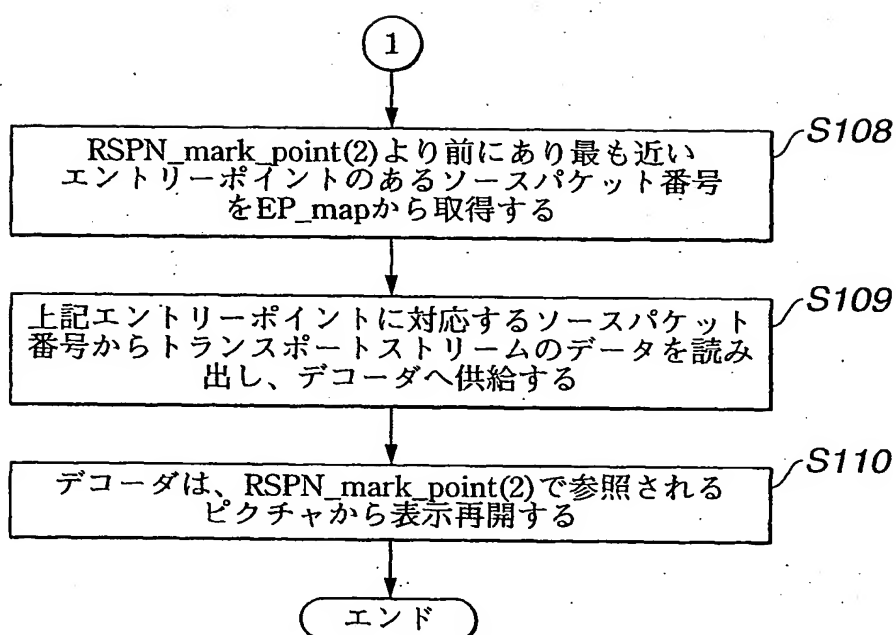 1
RSPN_mark_point(2)より前にあり最も近い
エントリーポイントのあるソースパケット番号
をEP_mapから取得する
S108
上記エントリーポイントに対応するソースパケット
番号からトランスポートストリームのデータを読み
出し、デコーダへ供給する
S109
デコーダは、RSPN_mark_point(2)で参照される
ピクチャから表示再開する
S110
エンド